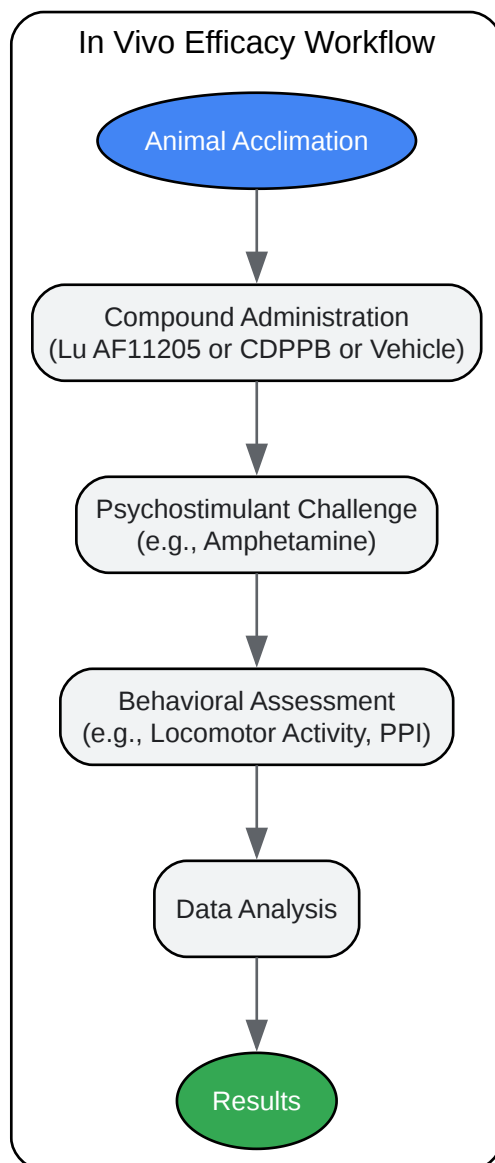 In Vivo Efficacy Workflow
Animal Acclimation
Compound Administration
(Lu AF11205 or CDPPB or Vehicle)
Psychostimulant Challenge
(e.g., Amphetamine)
Behavioral Assessment
(e.g., Locomotor Activity, PPI)
Data Analysis
Results